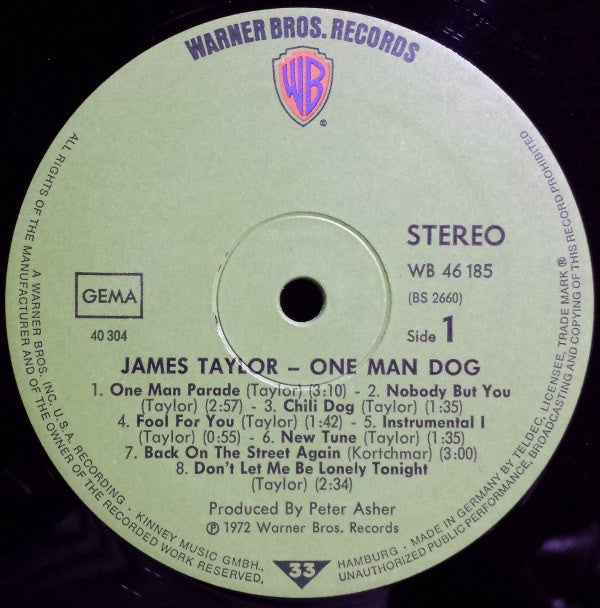 WARNER BROS. RECORDS
WB
®
STEREO
WB 46 185
(BS 2660)
Side 1
GEMA
40 304
JAMES TAYLOR – ONE MAN DOG
1. One Man Parade (Taylor) (3:10) - 2. Nobody But You
(Taylor) (2:57) - 3. Chili Dog (Taylor) (1:35)
4. Fool For You (Taylor) (1:42) - 5. Instrumental I
(Taylor) (0:55) - 6. New Tune (Taylor) (1:35)
7. Back On The Street Again (Kortchmar) (3:00)
8. Don't Let Me Be Lonely Tonight
(Taylor) (2:34)
Produced By Peter Asher
℗ 1972 Warner Bros. Records
33
ALL RIGHTS OF THE MANUFACTURER AND OF THE OWNER OF THE RECORDED WORK RESERVED,
A WARNER BROS. INC. U.S.A. RECORDING · KINNEY MUSIC GMBH.,
HAMBURG · MADE IN GERMANY BY TELDEC, LICENSEE, TRADE MARK ®
UNAUTHORIZED PUBLIC PERFORMANCE, BROADCASTING AND COPYING OF THIS RECORD PROHIBITED